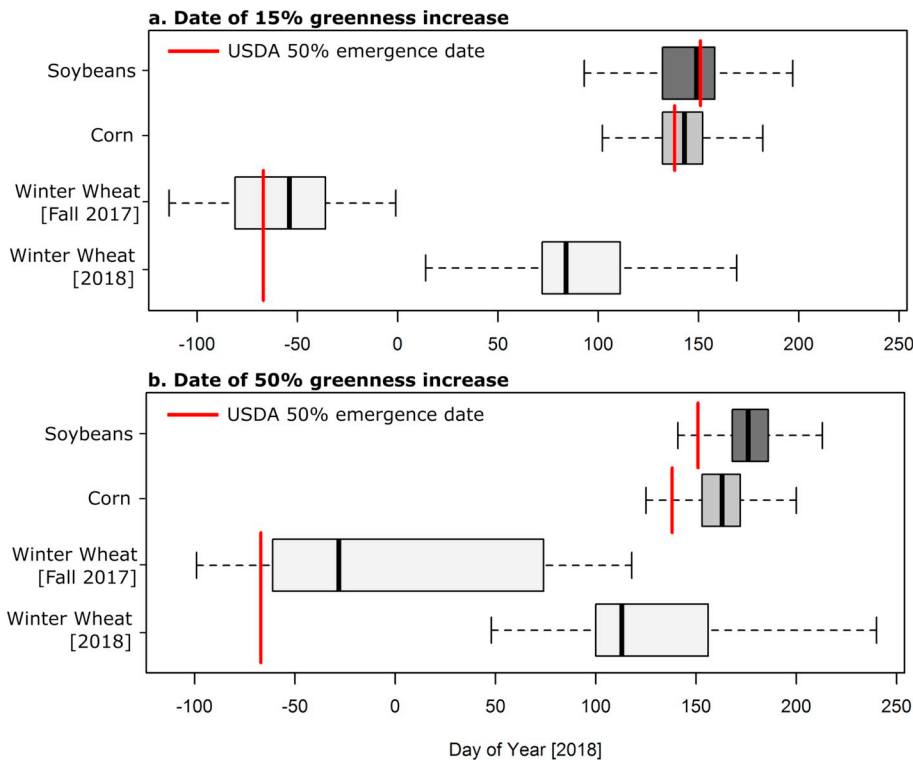 a. Date of 15% greenness increase
USDA 50% emergence date
Soybeans
Corn
Winter Wheat
[Fall 2017]
Winter Wheat
[2018]
-100 -50 0 50 100 150 200 250
b. Date of 50% greenness increase
USDA 50% emergence date
Soybeans
Corn
Winter Wheat
[Fall 2017]
Winter Wheat
[2018]
-100 -50 0 50 100 150 200 250
Day of Year [2018]